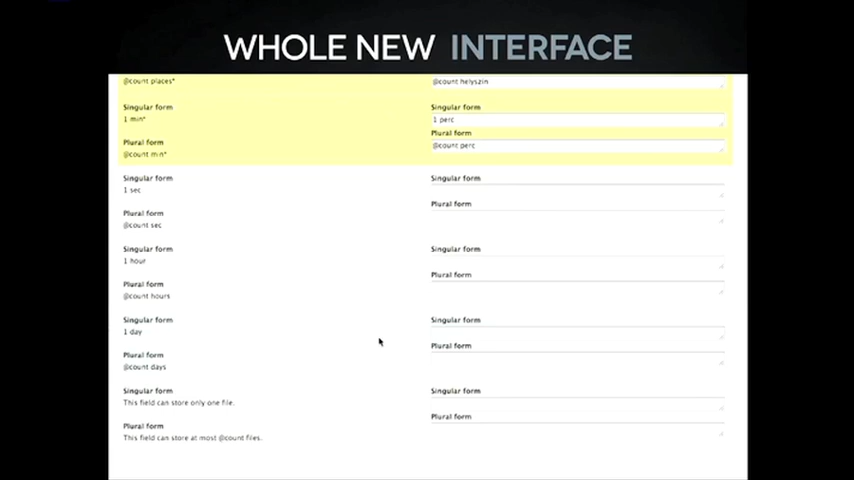 WHOLE NEW INTERFACE
@count places*
@count helyszin
Singular form
1 min*
Plural form
@count min*
Singular form
1 perc
Plural form
@count perc
Singular form
1 sec
Plural form
@count sec
Singular form
Plural form
Singular form
1 hour
Plural form
@count hours
Singular form
Plural form
Singular form
1 day
Plural form
@count days
Singular form
Plural form
Singular form
This field can store only one file.
Plural form
This field can store at most @count files.
Singular form
Plural form